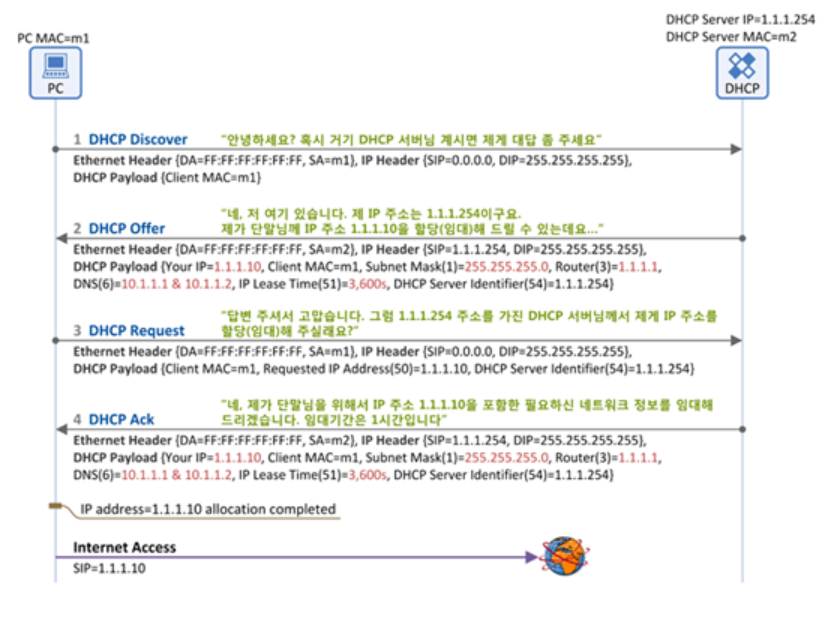 DHCP Server IP=1.1.1.254
PC MAC=m1
DHCP Server MAC=m2
PC
DHCP
1 DHCP Discover "안녕하세요? 혹시 거기 DHCP 서버님 계시면 제게 대답 좀 주세요"
Ethernet Header {DA=FF:FF:FF:FF:FF:FF, SA=m1}, IP Header {SIP=0.0.0.0, DIP=255.255.255.255},
DHCP Payload {Client MAC=m1}
"네, 저 여기 있습니다. 제 IP 주소는 1.1.1.254이구요.
2 DHCP Offer 제가 단말님께 IP 주소 1.1.1.10을 할당(임대)해 드릴 수 있는데요..."
Ethernet Header {DA=FF:FF:FF:FF:FF:FF, SA=m2}, IP Header {SIP=1.1.1.254, DIP=255.255.255.255},
DHCP Payload {Your IP=1.1.1.10, Client MAC=m1, Subnet Mask(1)=255.255.255.0, Router(3)=1.1.1.1,
DNS(6)=10.1.1.1 & 10.1.1.2, IP Lease Time(51)=3,600s, DHCP Server Identifier(54)=1.1.1.254}
"답변 주셔서 고맙습니다. 그럼 1.1.1.254 주소를 가진 DHCP 서버님께서 제게 IP 주소를
3 DHCP Request 할당(임대)해 주실래요?"
Ethernet Header {DA=FF:FF:FF:FF:FF:FF, SA=m1}, IP Header {SIP=0.0.0.0, DIP=255.255.255.255},
DHCP Payload {Client MAC=m1, Requested IP Address(50)=1.1.1.10, DHCP Server Identifier(54)=1.1.1.254}
"네, 제가 단말님을 위해서 IP 주소 1.1.1.10을 포함한 필요하신 네트워크 정보를 임대해
4 DHCP Ack 드리겠습니다. 임대기간은 1시간입니다"
Ethernet Header {DA=FF:FF:FF:FF:FF:FF, SA=m2}, IP Header {SIP=1.1.1.254, DIP=255.255.255.255},
DHCP Payload {Your IP=1.1.1.10, Client MAC=m1, Subnet Mask(1)=255.255.255.0, Router(3)=1.1.1.1,
DNS(6)=10.1.1.1 & 10.1.1.2, IP Lease Time(51)=3,600s, DHCP Server Identifier(54)=1.1.1.254}
IP address=1.1.1.10 allocation completed
Internet Access
SIP=1.1.1.10